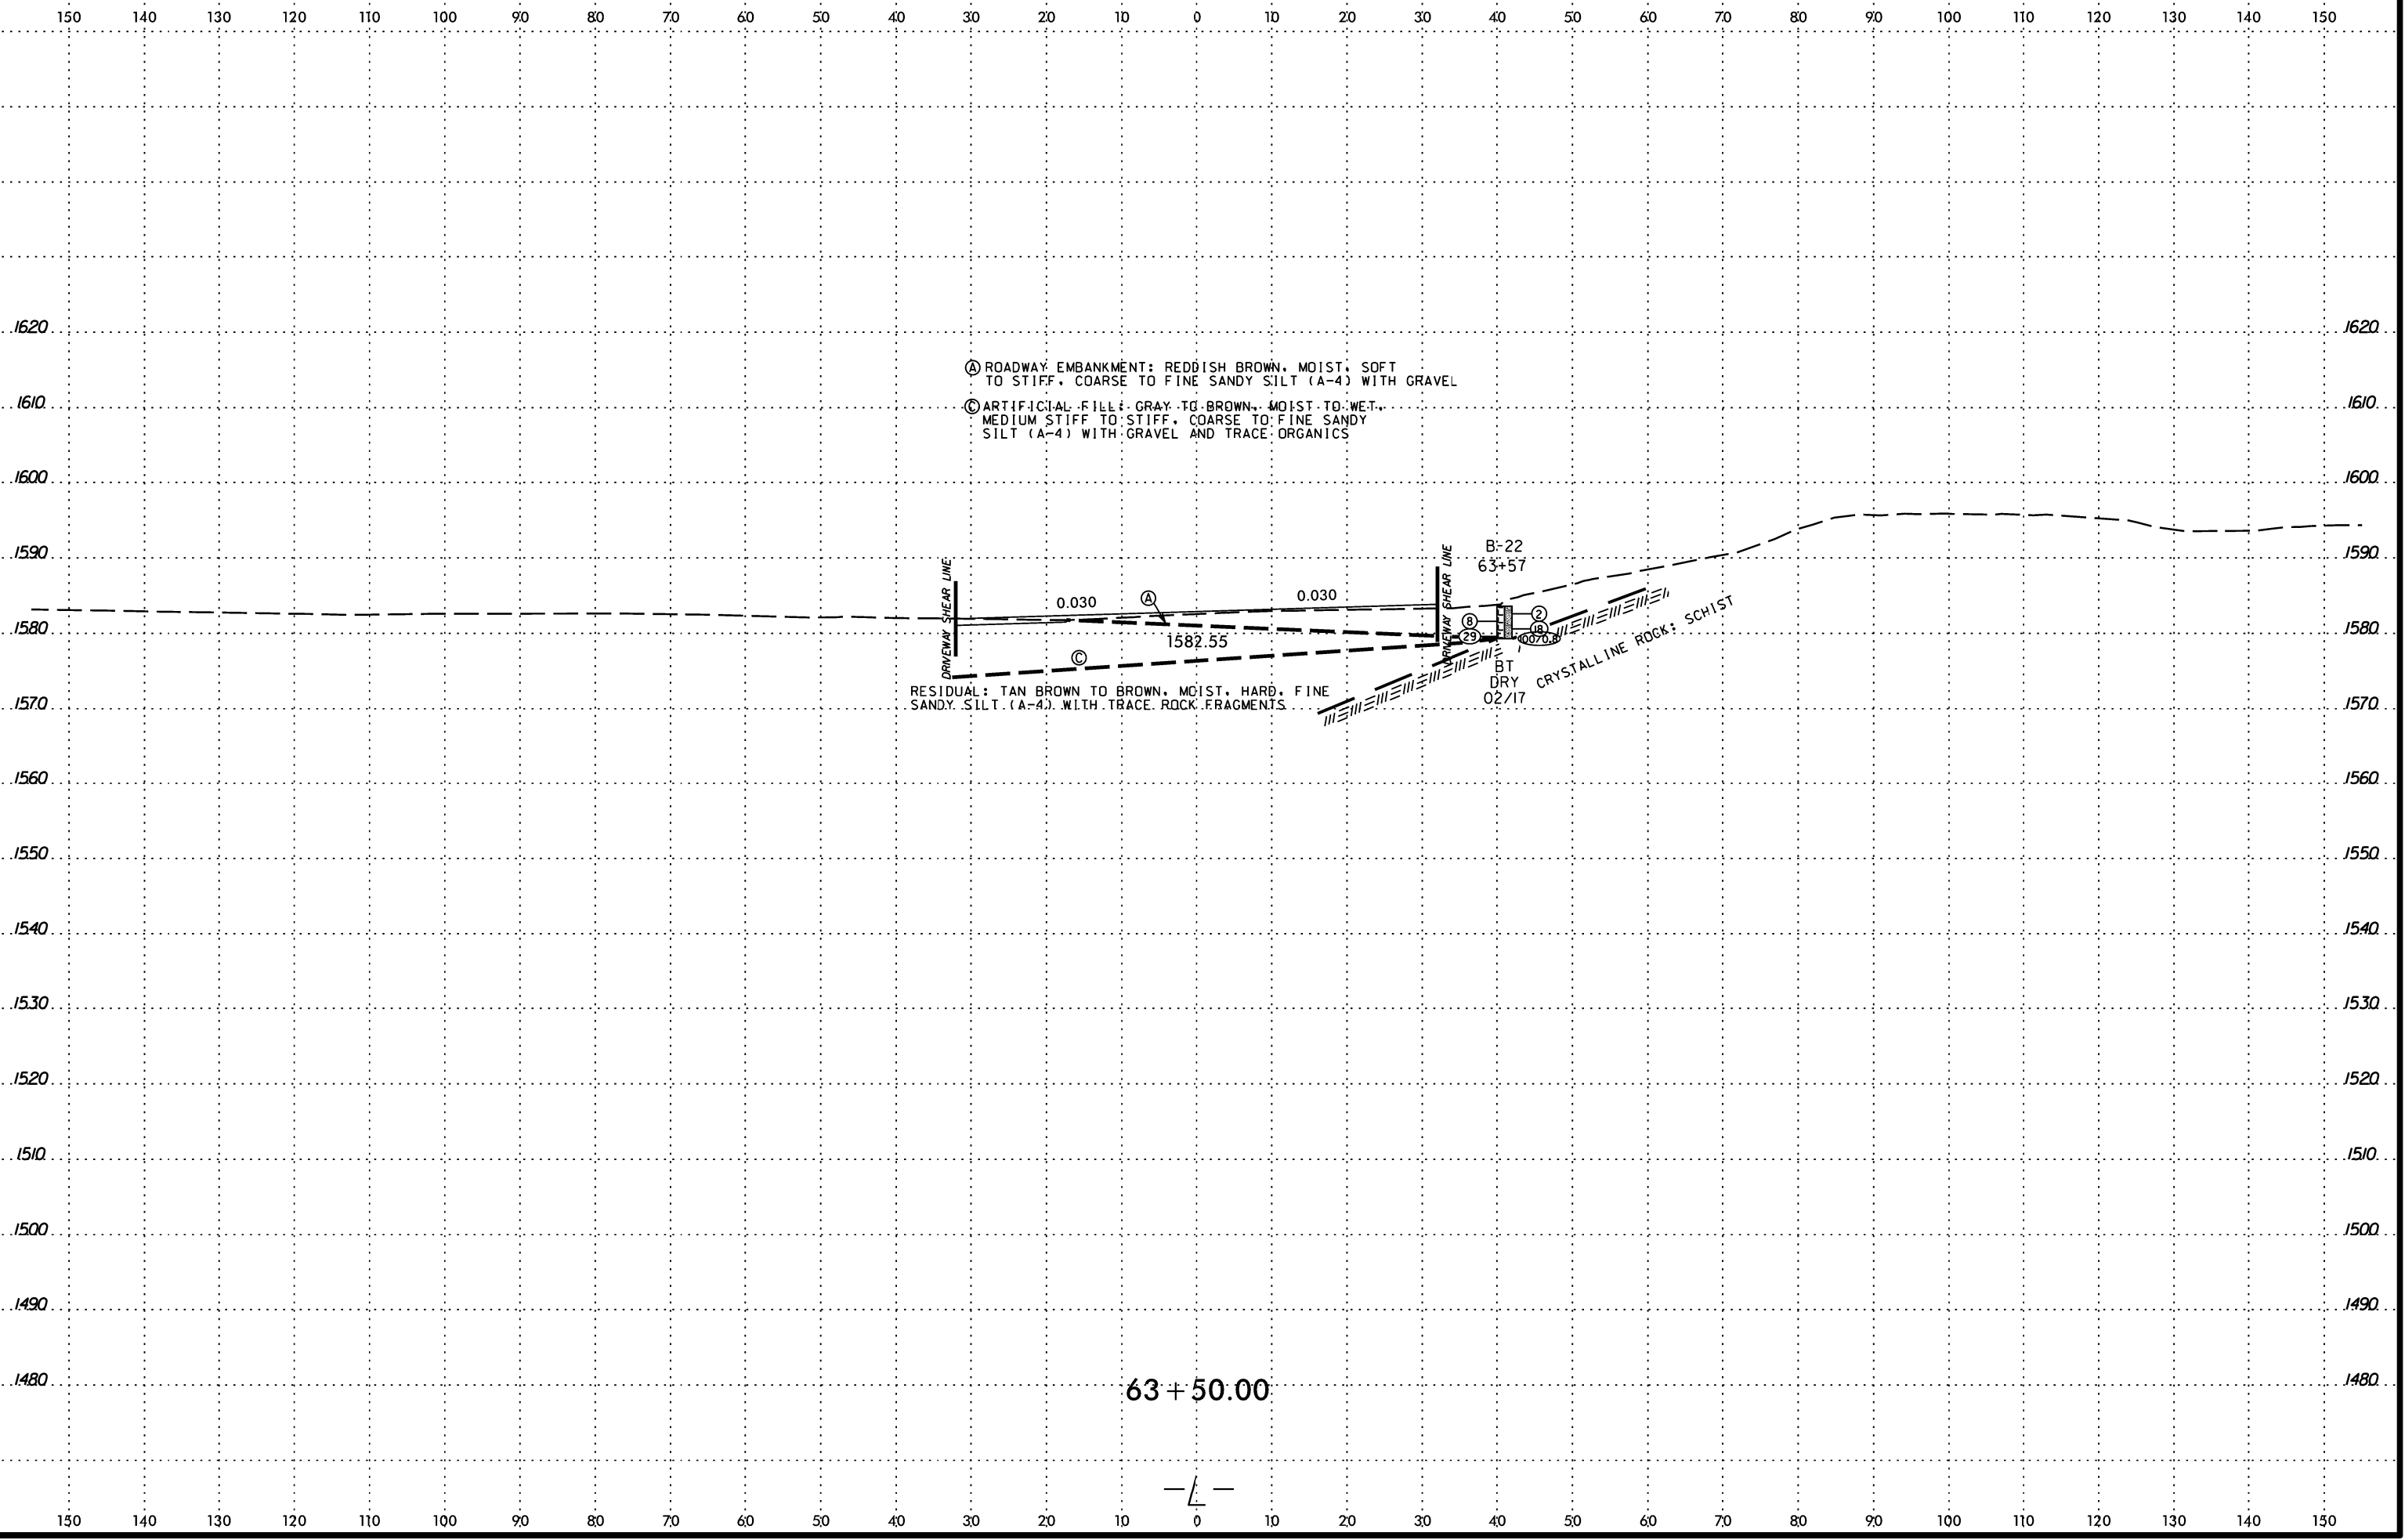 150 140 130 120 110 100 90 80 70 60 50 40 30 20 10 0 10 20 30 40 50 60 70 80 90 100 110 120 130 140 150
1620 1620
Ⓐ ROADWAY EMBANKMENT: REDDISH BROWN, MOIST, SOFT
TO STIFF, COARSE TO FINE SANDY SILT (A-4) WITH GRAVEL
1610 1610
Ⓒ ARTIFICIAL FILL: GRAY TO BROWN, MOIST TO WET,
MEDIUM STIFF TO STIFF, COARSE TO FINE SANDY
SILT (A-4) WITH GRAVEL AND TRACE ORGANICS
1600 1600
1590 1590
B-22
63+57
DRIVEWAY SHEAR LINE
DRIVEWAY SHEAR LINE
0.030
Ⓐ
0.030
8
2
18
29
100/0.8
1580 1580
1582.55
Ⓒ
CRYSTALLINE ROCK: SCHIST
BT
DRY
02/17
RESIDUAL: TAN BROWN TO BROWN, MOIST, HARD, FINE
SANDY SILT (A-4) WITH TRACE ROCK FRAGMENTS
1570 1570
1560 1560
1550 1550
1540 1540
1530 1530
1520 1520
1510 1510
1500 1500
1490 1490
1480 1480
63+50.00
-L-
150 140 130 120 110 100 90 80 70 60 50 40 30 20 10 0 10 20 30 40 50 60 70 80 90 100 110 120 130 140 150